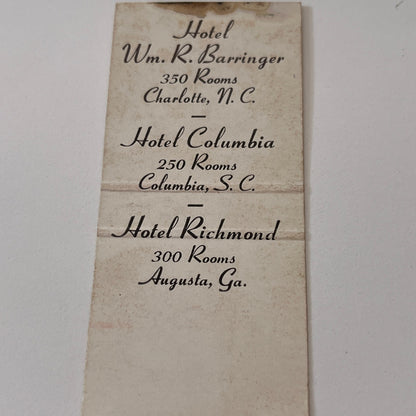 Hotel
Wm. R. Barringer
350 Rooms
Charlotte, N. C.
—
Hotel Columbia
250 Rooms
Columbia, S. C.
—
Hotel Richmond
300 Rooms
Augusta, Ga.